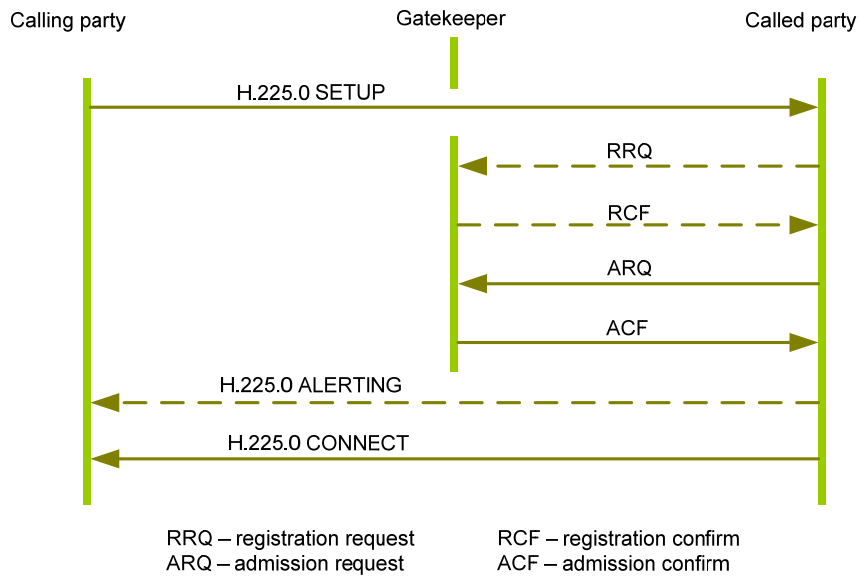 Calling party
Gatekeeper
Called party
H.225.0 SETUP
RRQ
RCF
ARQ
ACF
H.225.0 ALERTING
H.225.0 CONNECT
RRQ – registration request
RCF – registration confirm
ARQ – admission request
ACF – admission confirm